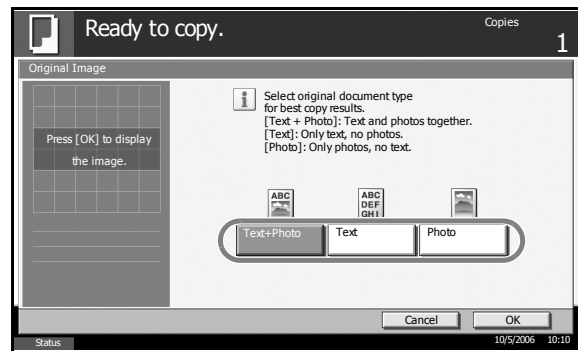 Ready to copy.
Copies
1
Original Image
Press [OK] to display
the image.
i
Select original document type
for best copy results.
[Text + Photo]: Text and photos together.
[Text]: Only text, no photos.
[Photo]: Only photos, no text.
ABC
ABC
DEF
GHI
Text+Photo
Text
Photo
Cancel
OK
Status
10/5/2006 10:10